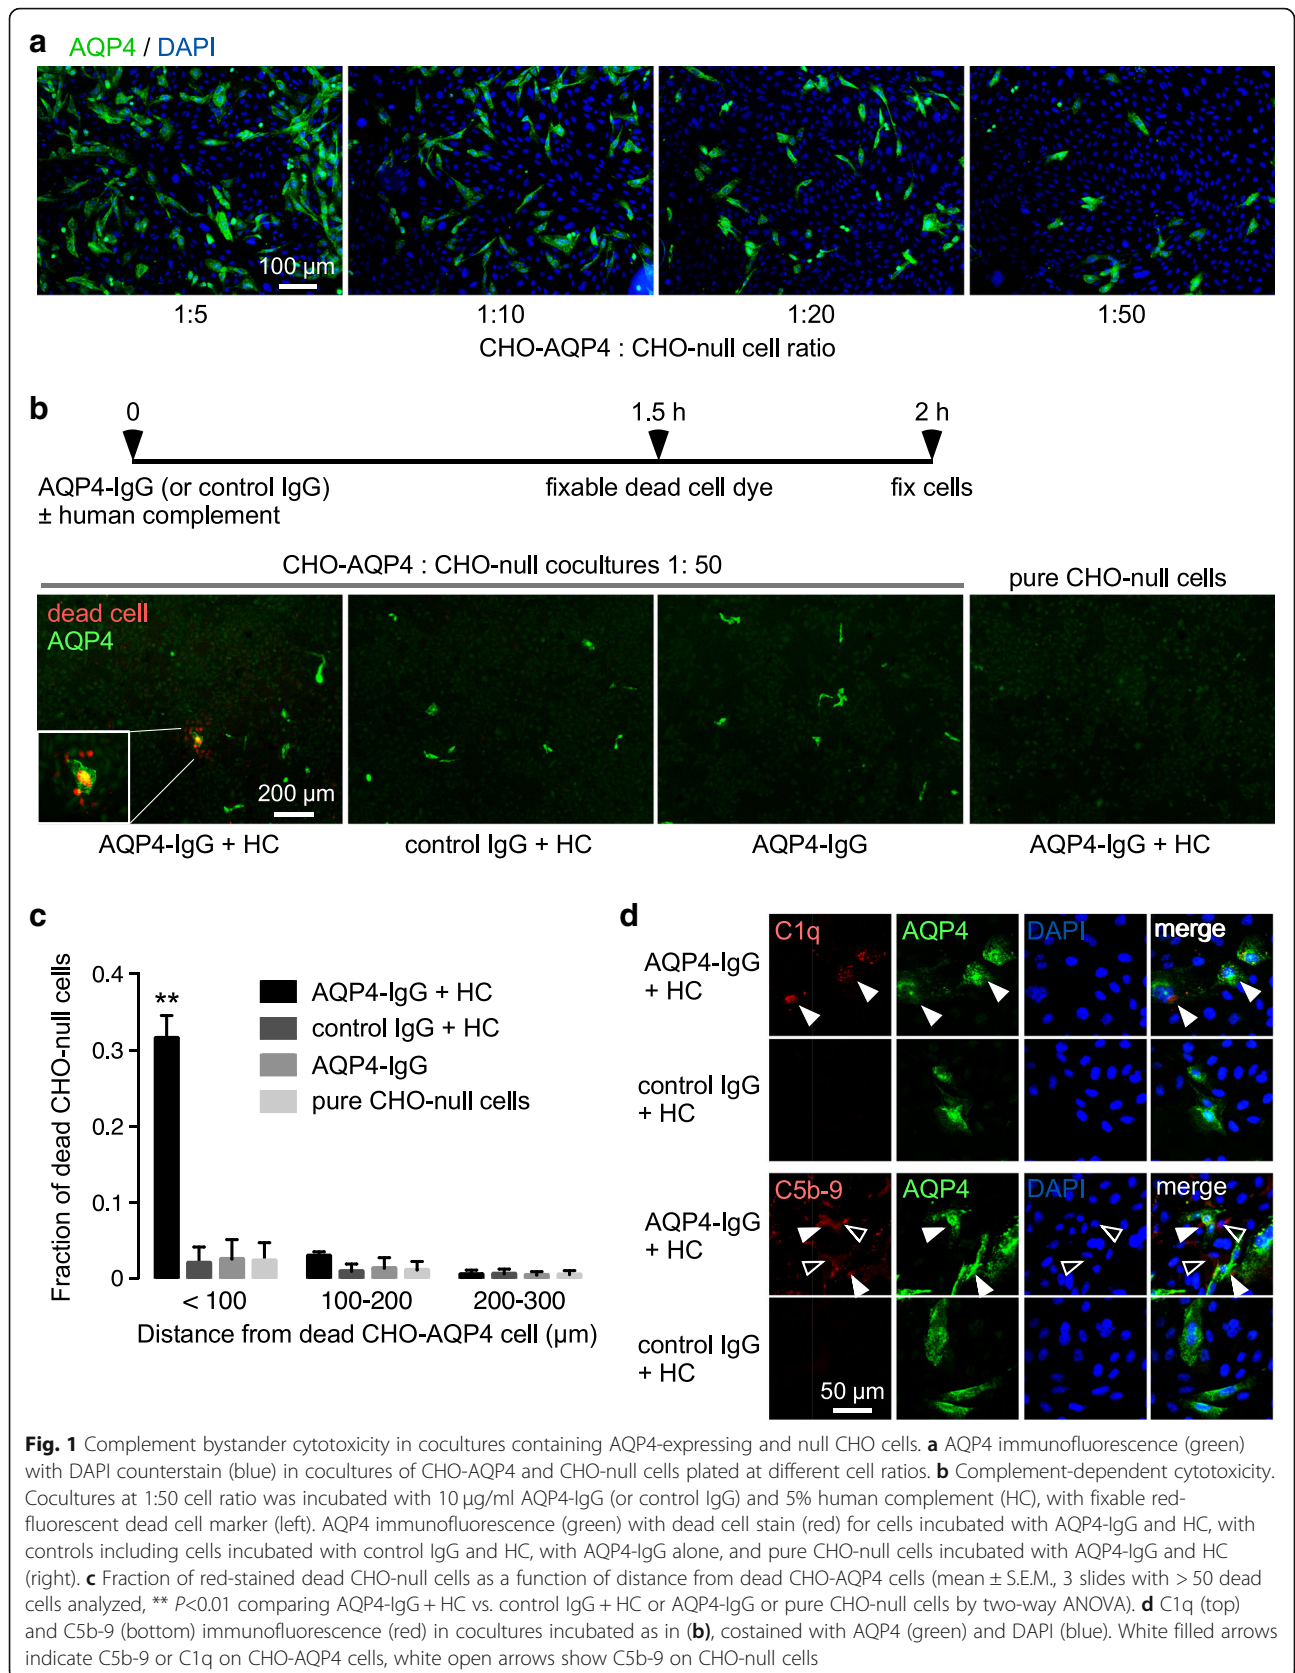 a AQP4 / DAPI
100 µm
1:5 1:10 1:20 1:50
CHO-AQP4 : CHO-null cell ratio
b
0 1.5 h 2 h
AQP4-IgG (or control IgG) fixable dead cell dye fix cells
± human complement
CHO-AQP4 : CHO-null cocultures 1: 50
pure CHO-null cells
dead cell
AQP4
200 µm
AQP4-IgG + HC control IgG + HC AQP4-IgG AQP4-IgG + HC
c
Fraction of dead CHO-null cells
0.4
0.3
0.2
0.1
0
**
AQP4-IgG + HC
control IgG + HC
AQP4-IgG
pure CHO-null cells
< 100 100-200 200-300
Distance from dead CHO-AQP4 cell (µm)
d
C1q AQP4 DAPI merge
AQP4-IgG
+ HC
control IgG
+ HC
C5b-9 AQP4 DAPI merge
AQP4-IgG
+ HC
control IgG
+ HC
50 µm
Fig. 1 Complement bystander cytotoxicity in cocultures containing AQP4-expressing and null CHO cells. a AQP4 immunofluorescence (green)
with DAPI counterstain (blue) in cocultures of CHO-AQP4 and CHO-null cells plated at different cell ratios. b Complement-dependent cytotoxicity.
Cocultures at 1:50 cell ratio was incubated with 10 µg/ml AQP4-IgG (or control IgG) and 5% human complement (HC), with fixable red-
fluorescent dead cell marker (left). AQP4 immunofluorescence (green) with dead cell stain (red) for cells incubated with AQP4-IgG and HC, with
controls including cells incubated with control IgG and HC, with AQP4-IgG alone, and pure CHO-null cells incubated with AQP4-IgG and HC
(right). c Fraction of red-stained dead CHO-null cells as a function of distance from dead CHO-AQP4 cells (mean ± S.E.M., 3 slides with > 50 dead
cells analyzed, ** P<0.01 comparing AQP4-IgG + HC vs. control IgG + HC or AQP4-IgG or pure CHO-null cells by two-way ANOVA). d C1q (top)
and C5b-9 (bottom) immunofluorescence (red) in cocultures incubated as in (b), costained with AQP4 (green) and DAPI (blue). White filled arrows
indicate C5b-9 or C1q on CHO-AQP4 cells, white open arrows show C5b-9 on CHO-null cells